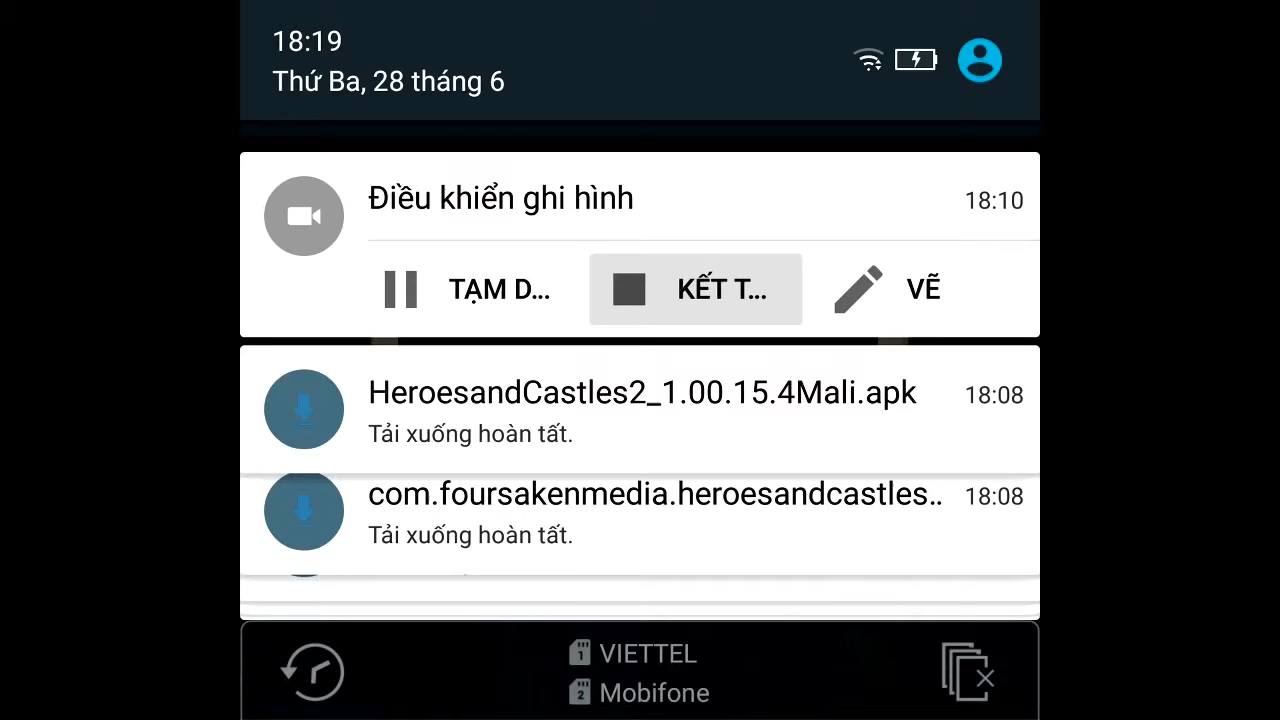 18:19
Thứ Ba, 28 tháng 6
Điều khiển ghi hình 18:10
TẠM D... KẾT T... VẼ
HeroesandCastles2_1.00.15.4Mali.apk 18:08
Tải xuống hoàn tất.
com.foursakenmedia.heroesandcastles.. 18:08
Tải xuống hoàn tất.
1 VIETTEL
2 Mobifone